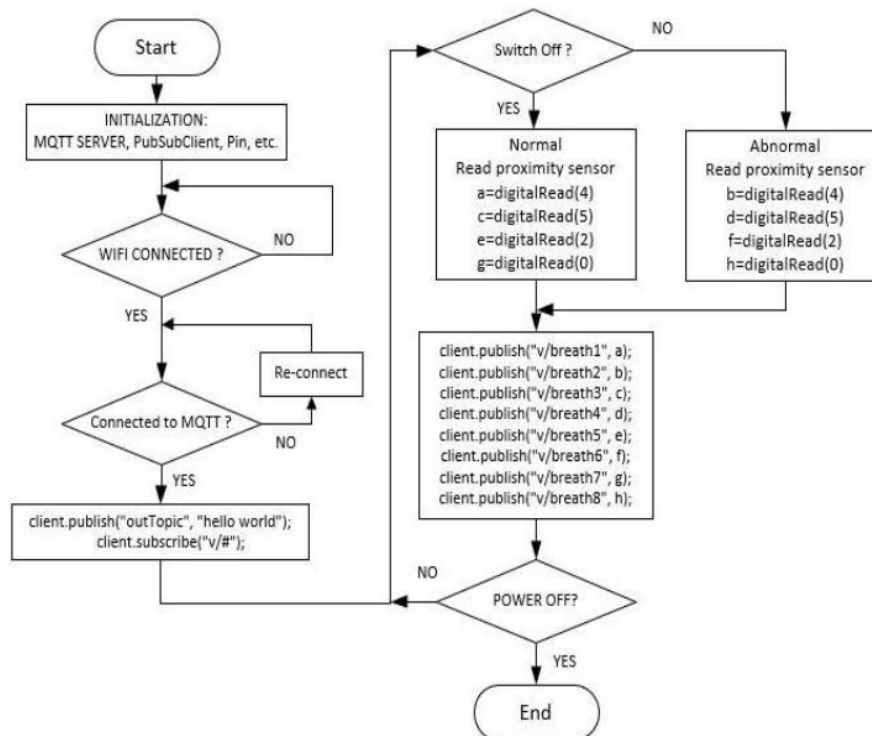 Start
INITIALIZATION:
MQTT SERVER, PubSubClient, Pin, etc.
WIFI CONNECTED ?
NO
YES
Re-connect
Connected to MQTT ?
NO
YES
client.publish("outTopic", "hello world");
client.subscribe("v/#");
Switch Off ?
NO
YES
Normal
Read proximity sensor
a=digitalRead(4)
c=digitalRead(5)
e=digitalRead(2)
g=digitalRead(0)
Abnormal
Read proximity sensor
b=digitalRead(4)
d=digitalRead(5)
f=digitalRead(2)
h=digitalRead(0)
client.publish("v/breath1", a);
client.publish("v/breath2", b);
client.publish("v/breath3", c);
client.publish("v/breath4", d);
client.publish("v/breath5", e);
client.publish("v/breath6", f);
client.publish("v/breath7", g);
client.publish("v/breath8", h);
NO
POWER OFF?
YES
End